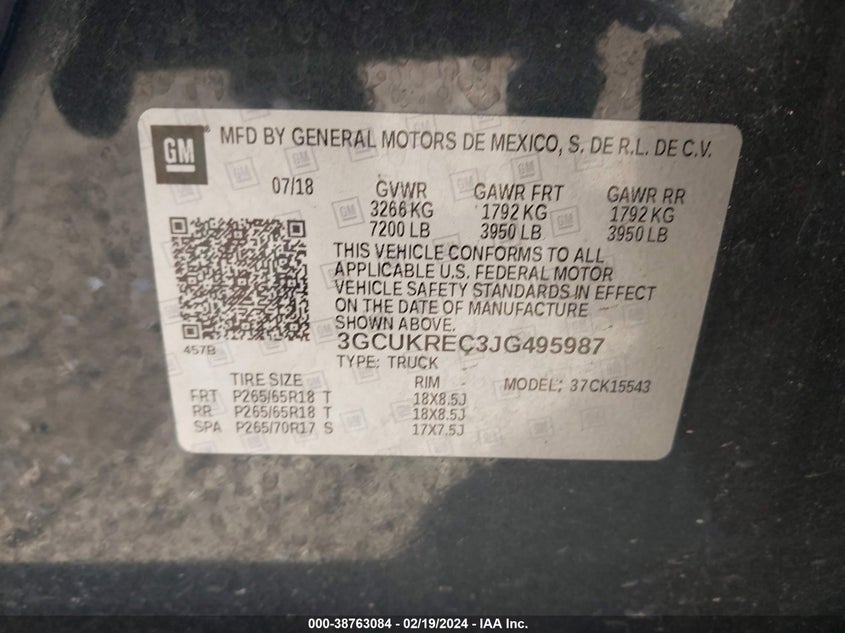 GM
MFD BY GENERAL MOTORS DE MEXICO, S. DE R.L. DE C.V.
07/18 GVWR GAWR FRT GAWR RR
3266 KG 1792 KG 1792 KG
7200 LB 3950 LB 3950 LB
THIS VEHICLE CONFORMS TO ALL
APPLICABLE U.S. FEDERAL MOTOR
VEHICLE SAFETY STANDARDS IN EFFECT
ON THE DATE OF MANUFACTURE
SHOWN ABOVE.
457B
3GCUKREC3JG495987
TYPE: TRUCK
TIRE SIZE RIM MODEL: 37CK15543
FRT P265/65R18 T 18X8.5J
RR P265/65R18 T 18X8.5J
SPA P265/70R17 S 17X7.5J
000-38763084 — 02/19/2024 — IAA Inc.